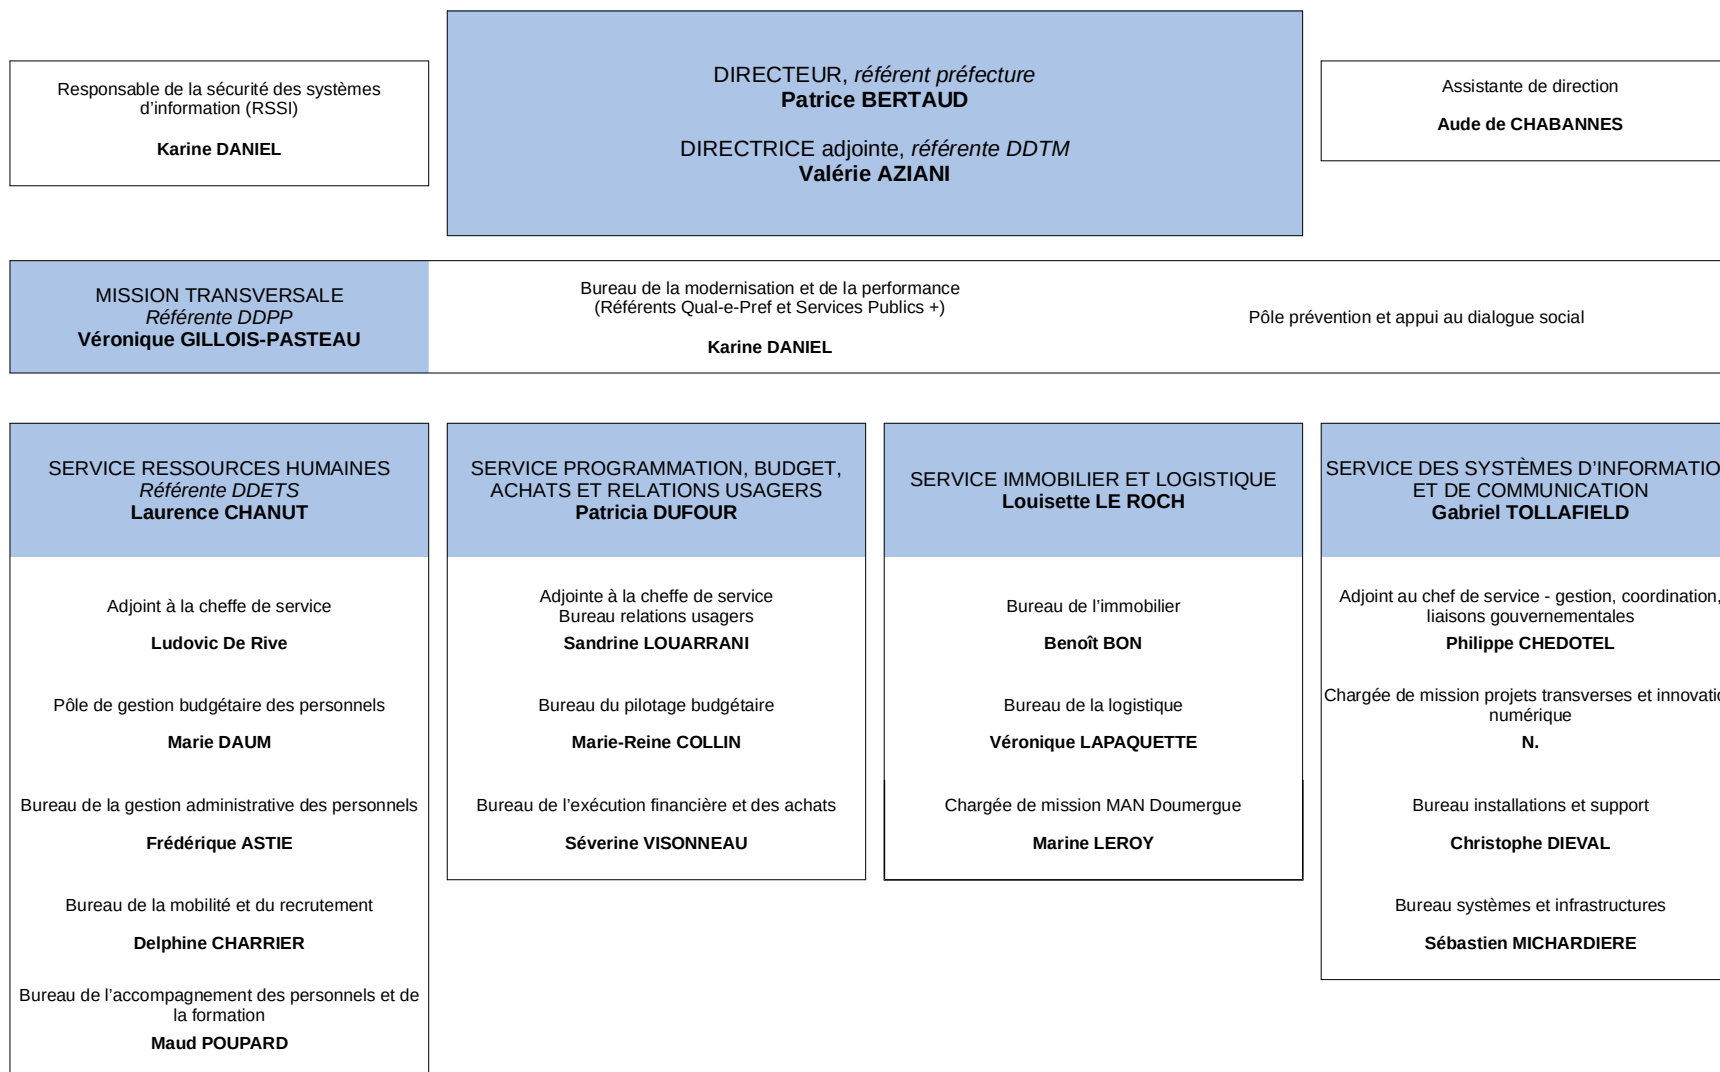 Responsable de la sécurité des systèmes
d’information (RSSI)
Karine DANIEL
DIRECTEUR, référent préfecture
Patrice BERTAUD
DIRECTRICE adjointe, référente DDTM
Valérie AZIANI
Assistante de direction
Aude de CHABANNES
MISSION TRANSVERSALE
Référente DDPP
Véronique GILLOIS-PASTEAU
Bureau de la modernisation et de la performance
(Référents Qual-e-Pref et Services Publics +)
Karine DANIEL
Pôle prévention et appui au dialogue social
SERVICE RESSOURCES HUMAINES
Référente DDETS
Laurence CHANUT
Adjoint à la cheffe de service
Ludovic De Rive
Pôle de gestion budgétaire des personnels
Marie DAUM
Bureau de la gestion administrative des personnels
Frédérique ASTIE
Bureau de la mobilité et du recrutement
Delphine CHARRIER
Bureau de l’accompagnement des personnels et de
la formation
Maud POUPARD
SERVICE PROGRAMMATION, BUDGET,
ACHATS ET RELATIONS USAGERS
Patricia DUFOUR
Adjointe à la cheffe de service
Bureau relations usagers
Sandrine LOUARRANI
Bureau du pilotage budgétaire
Marie-Reine COLLIN
Bureau de l’exécution financière et des achats
Séverine VISONNEAU
SERVICE IMMOBILIER ET LOGISTIQUE
Louisette LE ROCH
Bureau de l’immobilier
Benoît BON
Bureau de la logistique
Véronique LAPAQUETTE
Chargée de mission MAN Doumergue
Marine LEROY
SERVICE DES SYSTÈMES D’INFORMATIO
ET DE COMMUNICATION
Gabriel TOLLAFIELD
Adjoint au chef de service - gestion, coordination,
liaisons gouvernementales
Philippe CHEDOTEL
Chargée de mission projets transverses et innovatio
numérique
N.
Bureau installations et support
Christophe DIEVAL
Bureau systèmes et infrastructures
Sébastien MICHARDIERE